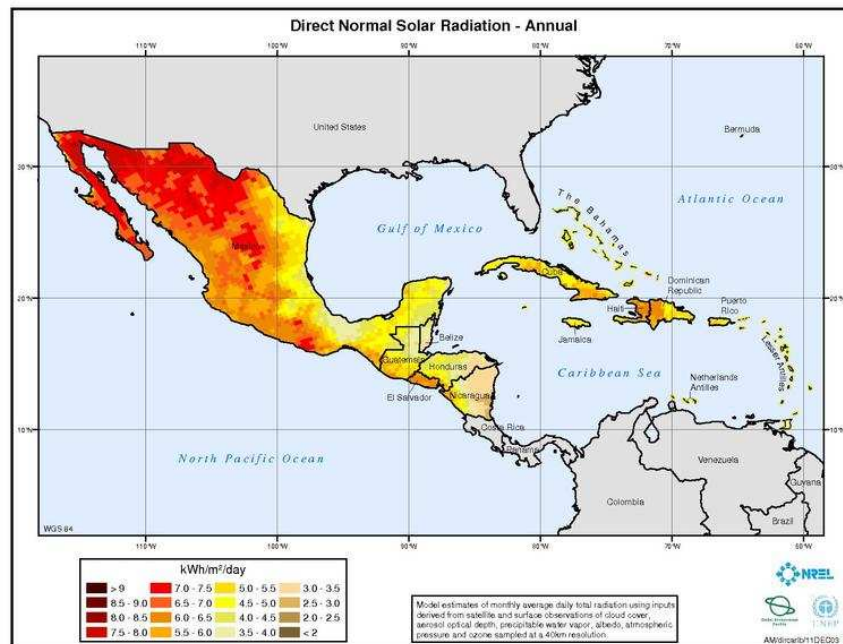 Direct Normal Solar Radiation - Annual
110°W
100°W
90°W
80°W
70°W
60°W
United States
Bermuda
30°N
30°N
The Bahamas
Atlantic Ocean
Gulf of Mexico
Mexico
Cuba
Dominican
Republic
20°N
20°N
Haiti
Puerto
Rico
Jamaica
Belize
Lesser Antilles
Guatemala
Honduras
Caribbean Sea
Netherlands
Antilles
El Salvador
Nicaragua
10°N
10°N
Costa Rica
Panama
North Pacific Ocean
Venezuela
Guyana
Colombia
Brazil
WGS 84
110°W
100°W
90°W
80°W
70°W
60°W
kWh/m²/day
> 9
7.0 - 7.5
5.0 - 5.5
3.0 - 3.5
8.5 - 9.0
6.5 - 7.0
4.5 - 5.0
2.5 - 3.0
8.0 - 8.5
6.0 - 6.5
4.0 - 4.5
2.0 - 2.5
7.5 - 8.0
5.5 - 6.0
3.5 - 4.0
< 2
Model estimates of monthly average daily total radiation using inputs
derived from satellite and surface observations of cloud cover,
aerosol optical depth, precipitable water vapor, albedo, atmospheric
pressure and ozone sampled at a 40km resolution.
NREL
UNEP